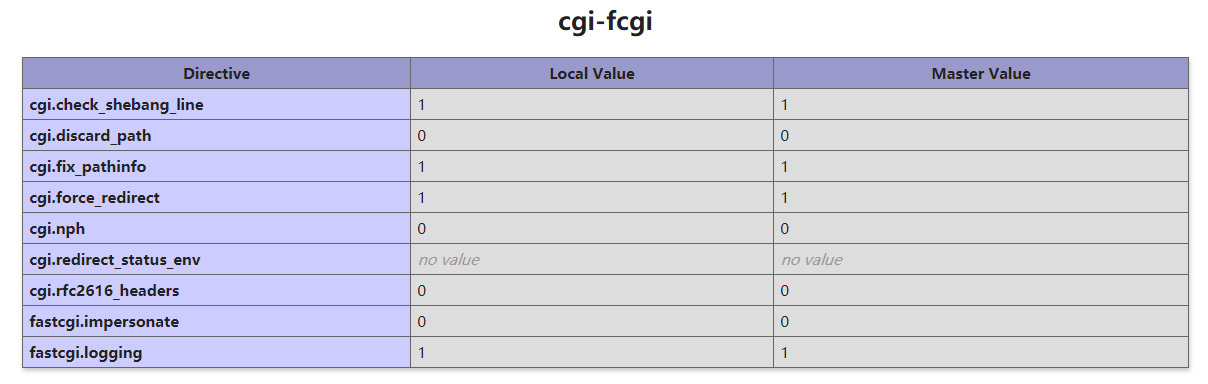 cgi-fcgi
Directive Local Value Master Value
cgi.check_shebang_line 1 1
cgi.discard_path 0 0
cgi.fix_pathinfo 1 1
cgi.force_redirect 1 1
cgi.nph 0 0
cgi.redirect_status_env no value no value
cgi.rfc2616_headers 0 0
fastcgi.impersonate 0 0
fastcgi.logging 1 1